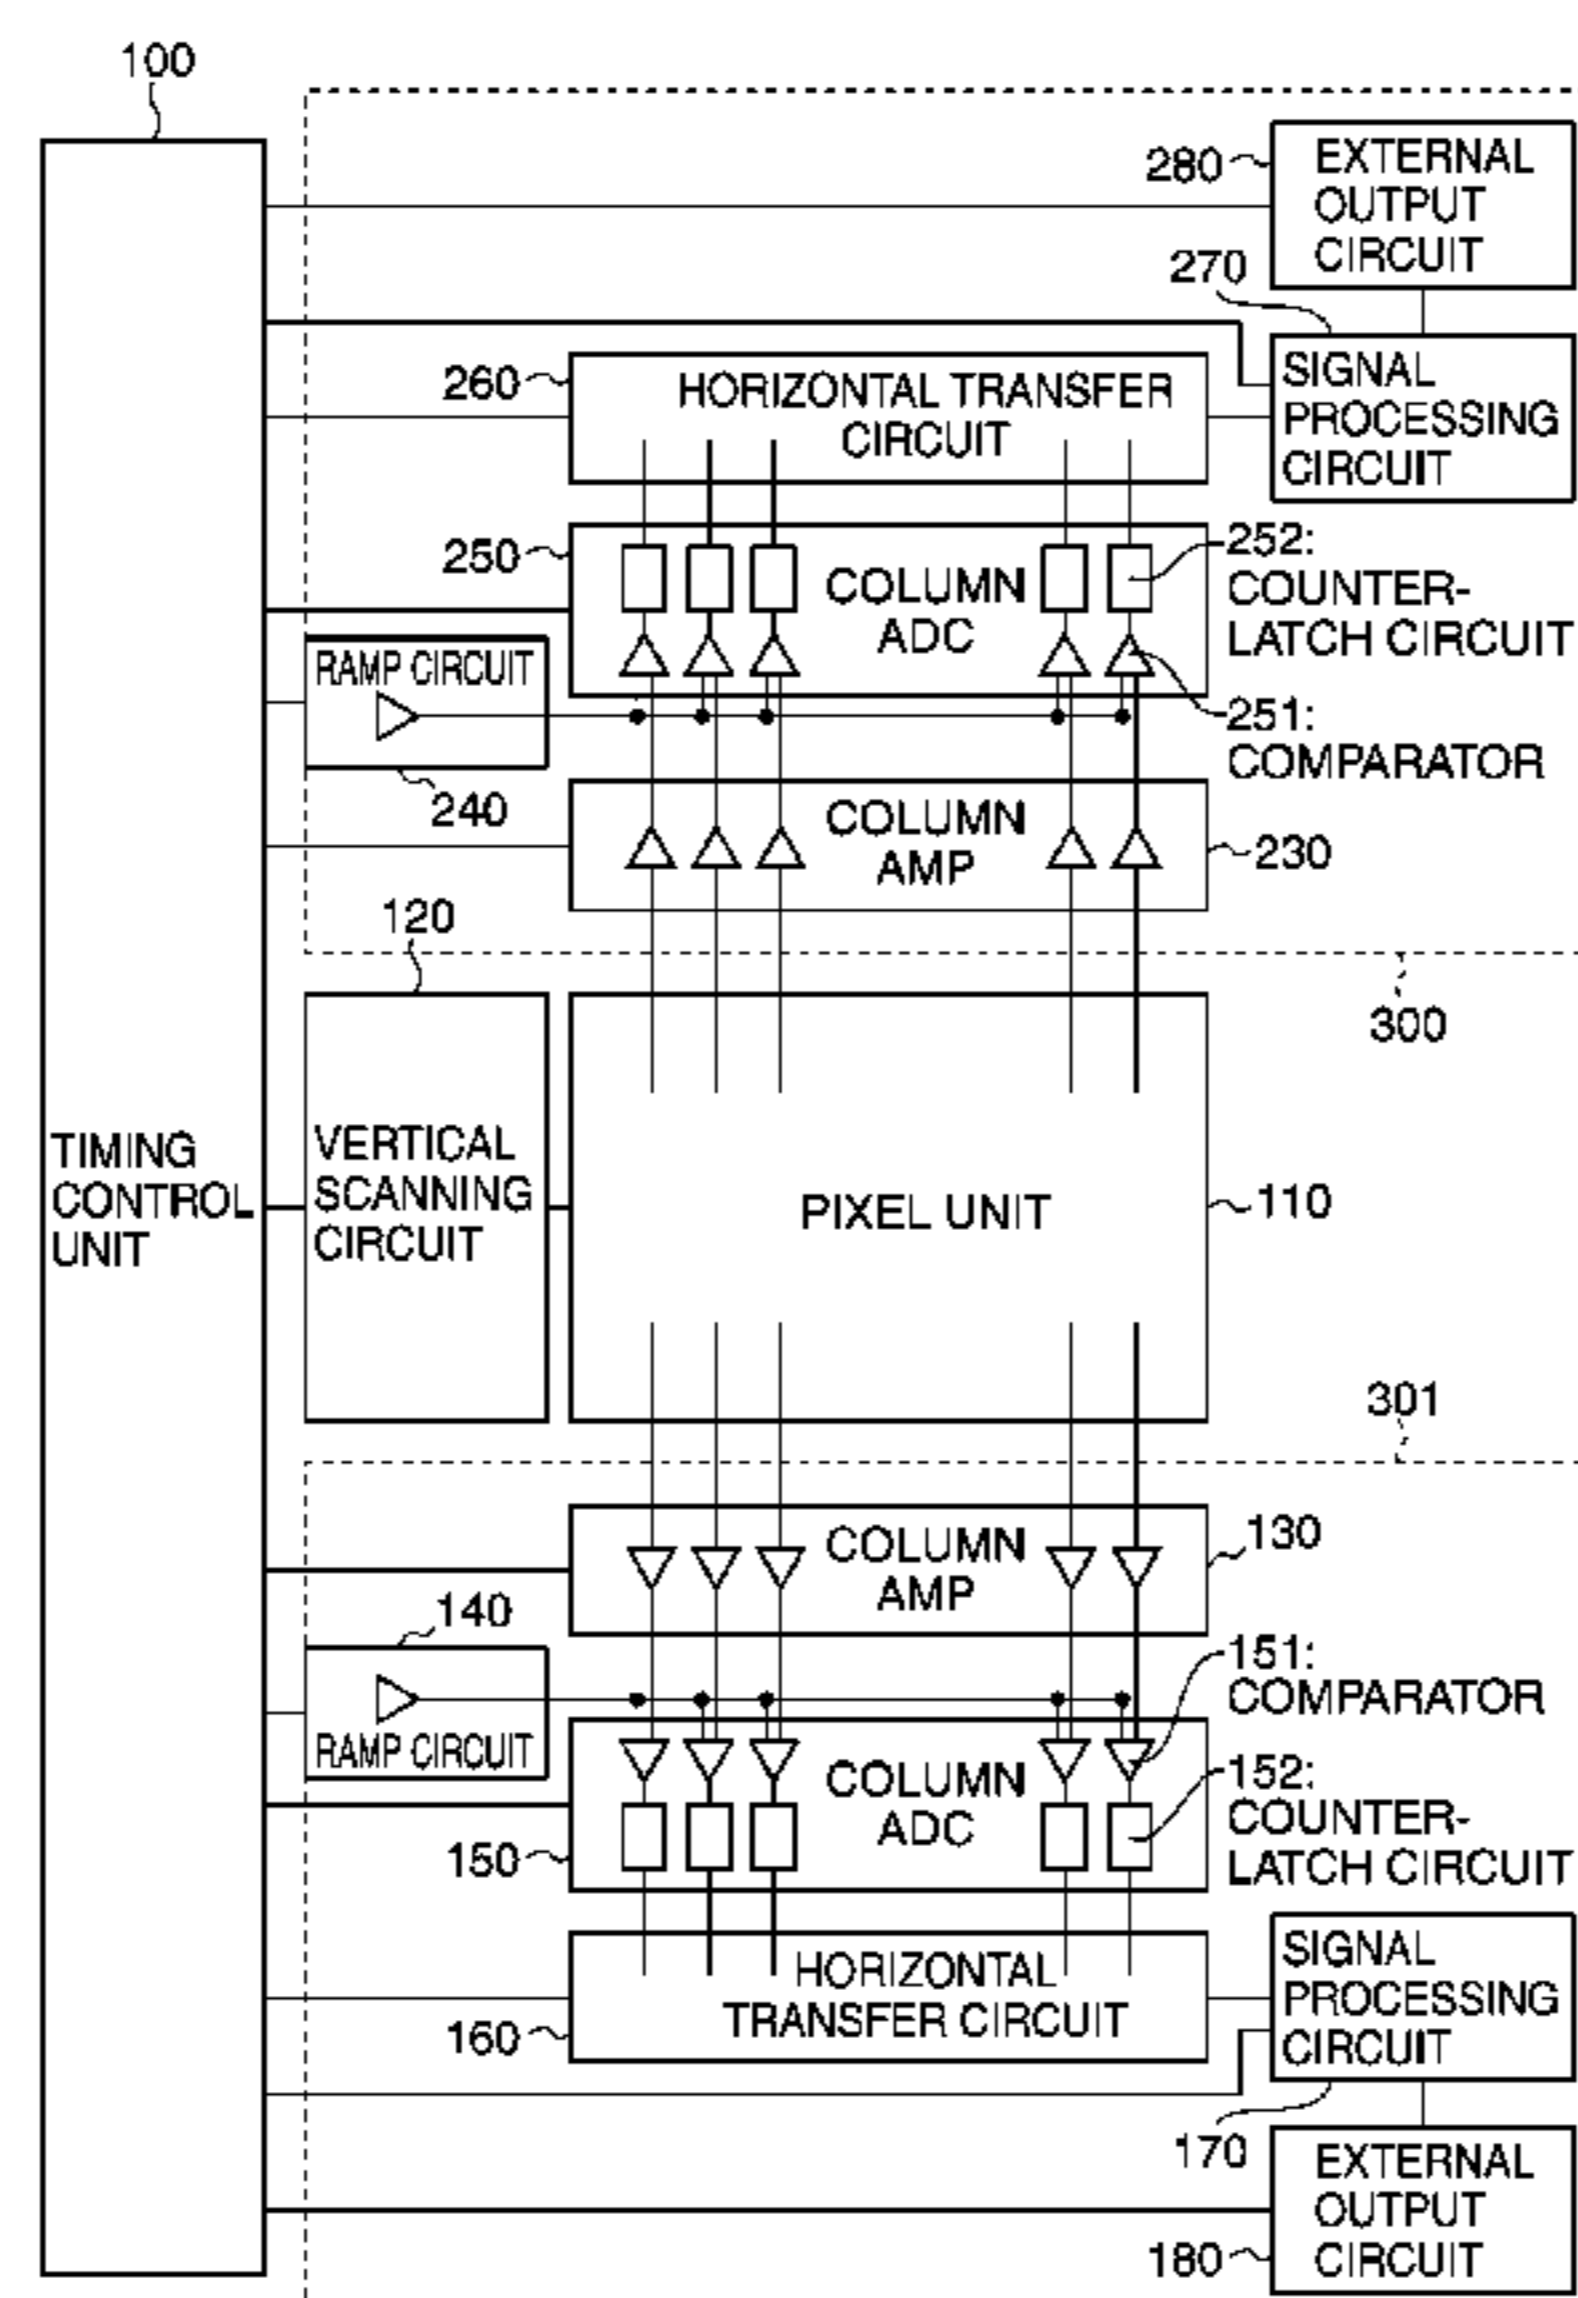 100
280
EXTERNAL
OUTPUT
CIRCUIT
270
SIGNAL
PROCESSING
CIRCUIT
260
HORIZONTAL TRANSFER
CIRCUIT
250
COLUMN
ADC
252:
COUNTER-
LATCH CIRCUIT
RAMP CIRCUIT
251:
COMPARATOR
240
COLUMN
AMP
230
120
300
TIMING
CONTROL
UNIT
VERTICAL
SCANNING
CIRCUIT
PIXEL UNIT
110
301
COLUMN
AMP
130
140
RAMP CIRCUIT
151:
COMPARATOR
COLUMN
ADC
150
152:
COUNTER-
LATCH CIRCUIT
HORIZONTAL
TRANSFER CIRCUIT
160
SIGNAL
PROCESSING
CIRCUIT
170
EXTERNAL
OUTPUT
CIRCUIT
180